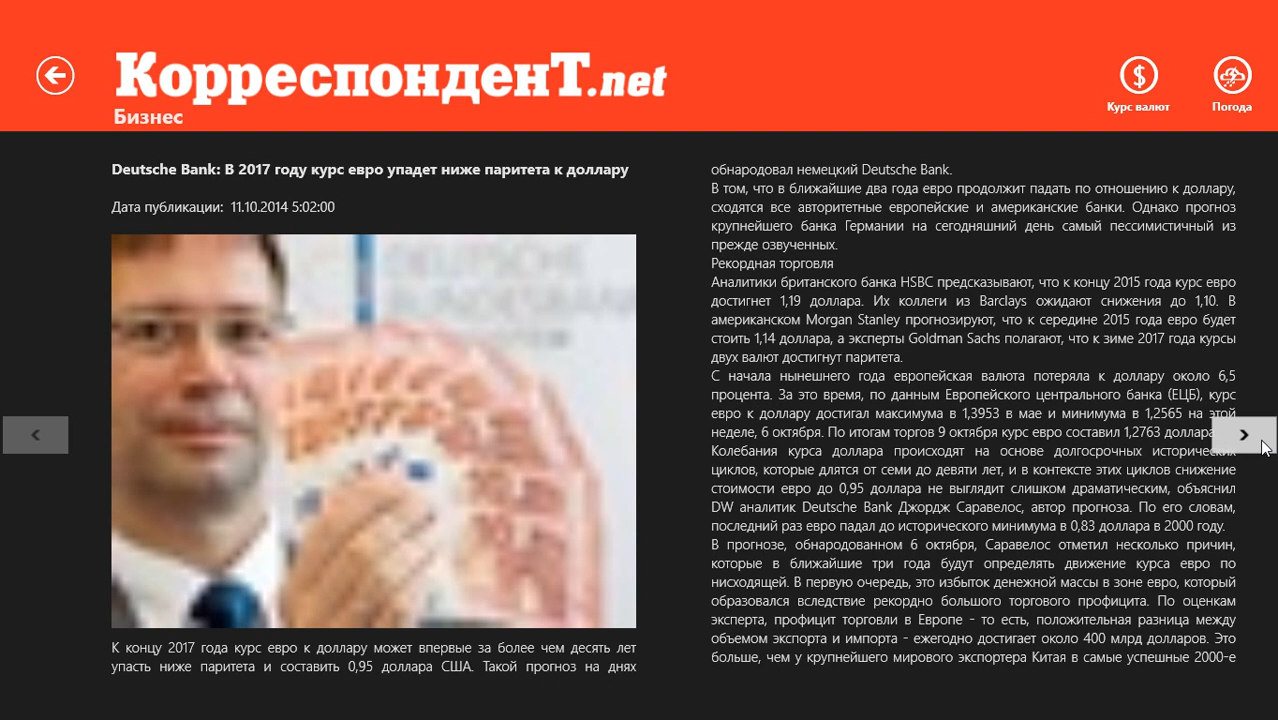 КорреспонденТ.net
Бизнес
Курс валют
Погода
Deutsche Bank: В 2017 году курс евро упадет ниже паритета к доллару
Дата публикации: 11.10.2014 5:02:00
DEUTSCHE
BUNDESBANK
К концу 2017 года курс евро к доллару может впервые за более чем десять лет
упасть ниже паритета и составить 0,95 доллара США. Такой прогноз на днях
обнародовал немецкий Deutsche Bank.
В том, что в ближайшие два года евро продолжит падать по отношению к доллару,
сходятся все авторитетные европейские и американские банки. Однако прогноз
крупнейшего банка Германии на сегодняшний день самый пессимистичный из
прежде озвученных.
Рекордная торговля
Аналитики британского банка HSBC предсказывают, что к концу 2015 года курс евро
достигнет 1,19 доллара. Их коллеги из Barclays ожидают снижения до 1,10. В
американском Morgan Stanley прогнозируют, что к середине 2015 года евро будет
стоить 1,14 доллара, а эксперты Goldman Sachs полагают, что к зиме 2017 года курсы
двух валют достигнут паритета.
С начала нынешнего года европейская валюта потеряла к доллару около 6,5
процента. За это время, по данным Европейского центрального банка (ЕЦБ), курс
евро к доллару достигал максимума в 1,3953 в мае и минимума в 1,2565 на этой
неделе, 6 октября. По итогам торгов 9 октября курс евро составил 1,2763 доллара
Колебания курса доллара происходят на основе долгосрочных исторических
циклов, которые длятся от семи до девяти лет, и в контексте этих циклов снижение
стоимости евро до 0,95 доллара не выглядит слишком драматическим, объяснил
DW аналитик Deutsche Bank Джордж Саравелос, автор прогноза. По его словам,
последний раз евро падал до исторического минимума в 0,83 доллара в 2000 году.
В прогнозе, обнародованном 6 октября, Саравелос отметил несколько причин,
которые в ближайшие три года будут определять движение курса евро по
нисходящей. В первую очередь, это избыток денежной массы в зоне евро, который
образовался вследствие рекордно большого торгового профицита. По оценкам
эксперта, профицит торговли в Европе - то есть, положительная разница между
объемом экспорта и импорта - ежегодно достигает около 400 млрд долларов. Это
больше, чем у крупнейшего мирового экспортера Китая в самые успешные 2000-е